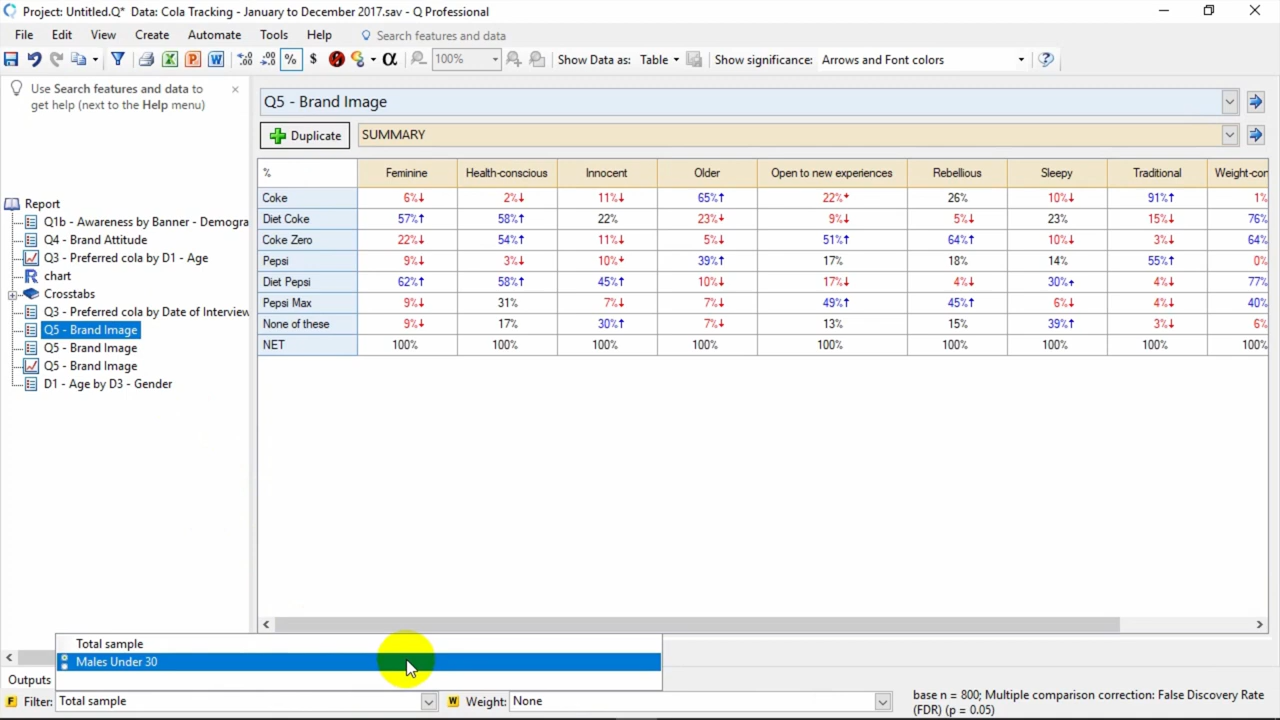 Project: Untitled.Q* Data: Cola Tracking - January to December 2017.sav - Q Professional
File Edit View Create Automate Tools Help Search features and data
% $ α 100% Show Data as: Table Show significance: Arrows and Font colors
Use Search features and data to
get help (next to the Help menu)
Report
Q1b - Awareness by Banner - Demogra
Q4 - Brand Attitude
Q3 - Preferred cola by D1 - Age
chart
Crosstabs
Q3 - Preferred cola by Date of Interview
Q5 - Brand Image
Q5 - Brand Image
Q5 - Brand Image
D1 - Age by D3 - Gender
Q5 - Brand Image
Duplicate SUMMARY
% Feminine Health-conscious Innocent Older Open to new experiences Rebellious Sleepy Traditional Weight-con
Coke 6%↓ 2%↓ 11%↓ 65%↑ 22%↓ 26% 10%↓ 91%↑ 1%
Diet Coke 57%↑ 58%↑ 22% 23%↓ 9%↓ 5%↓ 23% 15%↓ 76%
Coke Zero 22%↓ 54%↑ 11%↓ 5%↓ 51%↑ 64%↑ 10%↓ 3%↓ 64%
Pepsi 9%↓ 3%↓ 10%↓ 39%↑ 17% 18% 14% 55%↑ 0%
Diet Pepsi 62%↑ 58%↑ 45%↑ 10%↓ 17%↓ 4%↓ 30%↑ 4%↓ 77%
Pepsi Max 9%↓ 31% 7%↓ 7%↓ 49%↑ 45%↑ 6%↓ 4%↓ 40%
None of these 9%↓ 17% 30%↑ 7%↓ 13% 15% 39%↑ 3%↓ 6%
NET 100% 100% 100% 100% 100% 100% 100% 100% 100%
Total sample
Males Under 30
Outputs
F Filter: Total sample W Weight: None
base n = 800; Multiple comparison correction: False Discovery Rate
(FDR) (p = 0.05)